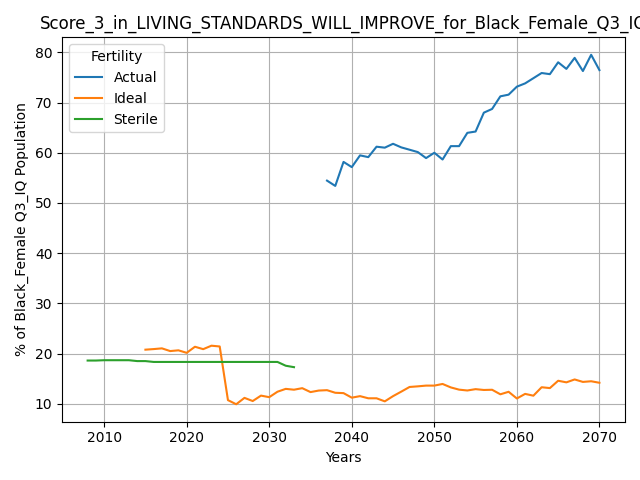 Score_3_in_LIVING_STANDARDS_WILL_IMPROVE_for_Black_Female_Q3_IQ
Fertility
Actual
Ideal
Sterile
% of Black_Female Q3_IQ Population
80
70
60
50
40
30
20
10
2010 2020 2030 2040 2050 2060 2070
Years